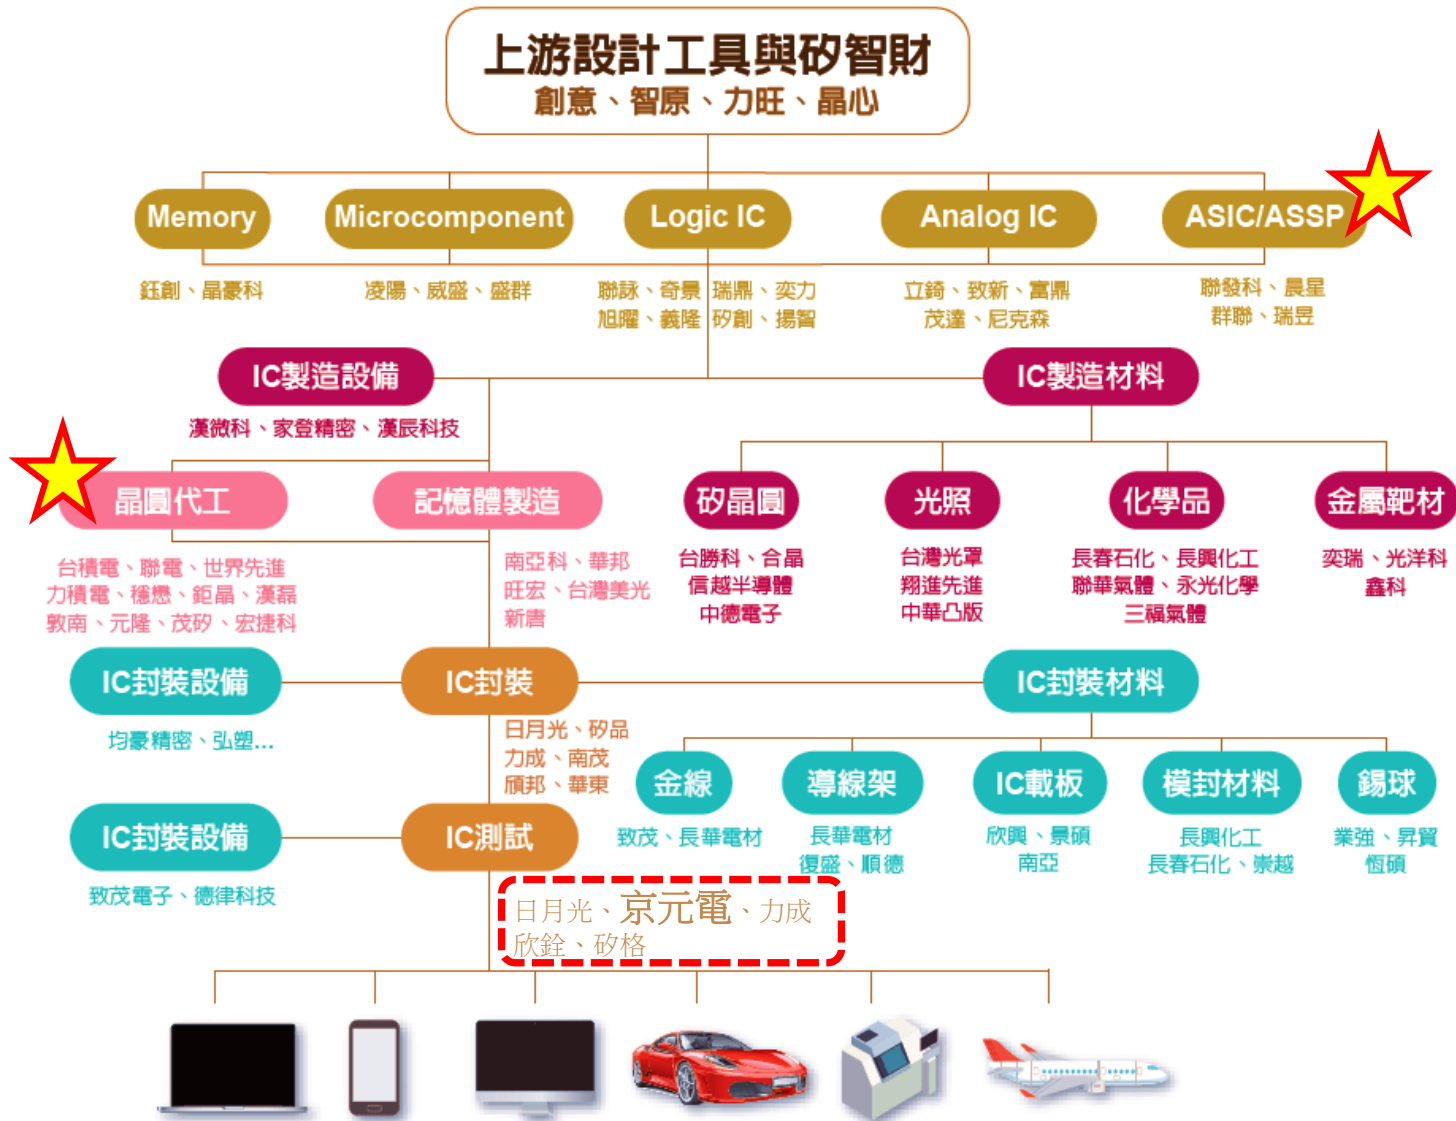 上游設計工具與矽智財
創意、智原、力旺、晶心
Memory
Microcomponent
Logic IC
Analog IC
ASIC/ASSP
鈺創、晶豪科
凌陽、威盛、盛群
聯詠、奇景
旭曜、義隆
瑞鼎、奕力
矽創、揚智
立錡、致新、富鼎
茂達、尼克森
聯發科、晨星
群聯、瑞昱
IC製造設備
漢微科、家登精密、漢辰科技
IC製造材料
晶圓代工
台積電、聯電、世界先進
力積電、穩懋、鉅晶、漢磊
敦南、元隆、茂矽、宏捷科
記憶體製造
南亞科、華邦
旺宏、台灣美光
新唐
矽晶圓
台勝科、合晶
信越半導體
中德電子
光照
台灣光罩
翔進先進
中華凸版
化學品
長春石化、長興化工
聯華氣體、永光化學
三福氣體
金屬靶材
奕瑞、光洋科
鑫科
IC封裝設備
均豪精密、弘塑...
IC封裝
日月光、矽品
力成、南茂
頎邦、華東
IC封裝材料
金線
致茂、長華電材
導線架
長華電材
復盛、順德
IC載板
欣興、景碩
南亞
模封材料
長興化工
長春石化、崇越
錫球
業強、昇貿
恆碩
IC封裝設備
致茂電子、德律科技
IC測試
日月光、京元電、力成
欣銓、矽格